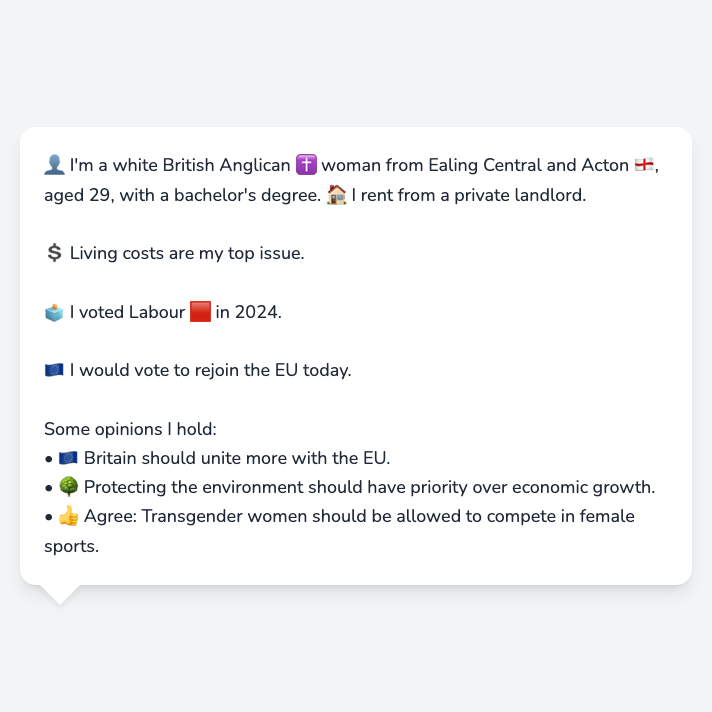 👤 I'm a white British Anglican ✝️ woman from Ealing Central and Acton 🏴󠁧󠁢󠁥󠁮󠁧󠁿,
aged 29, with a bachelor's degree. 🏠 I rent from a private landlord.
💲 Living costs are my top issue.
🗳️ I voted Labour 🟥 in 2024.
🇪🇺 I would vote to rejoin the EU today.
Some opinions I hold:
• 🇪🇺 Britain should unite more with the EU.
• 🌳 Protecting the environment should have priority over economic growth.
• 👍 Agree: Transgender women should be allowed to compete in female
sports.